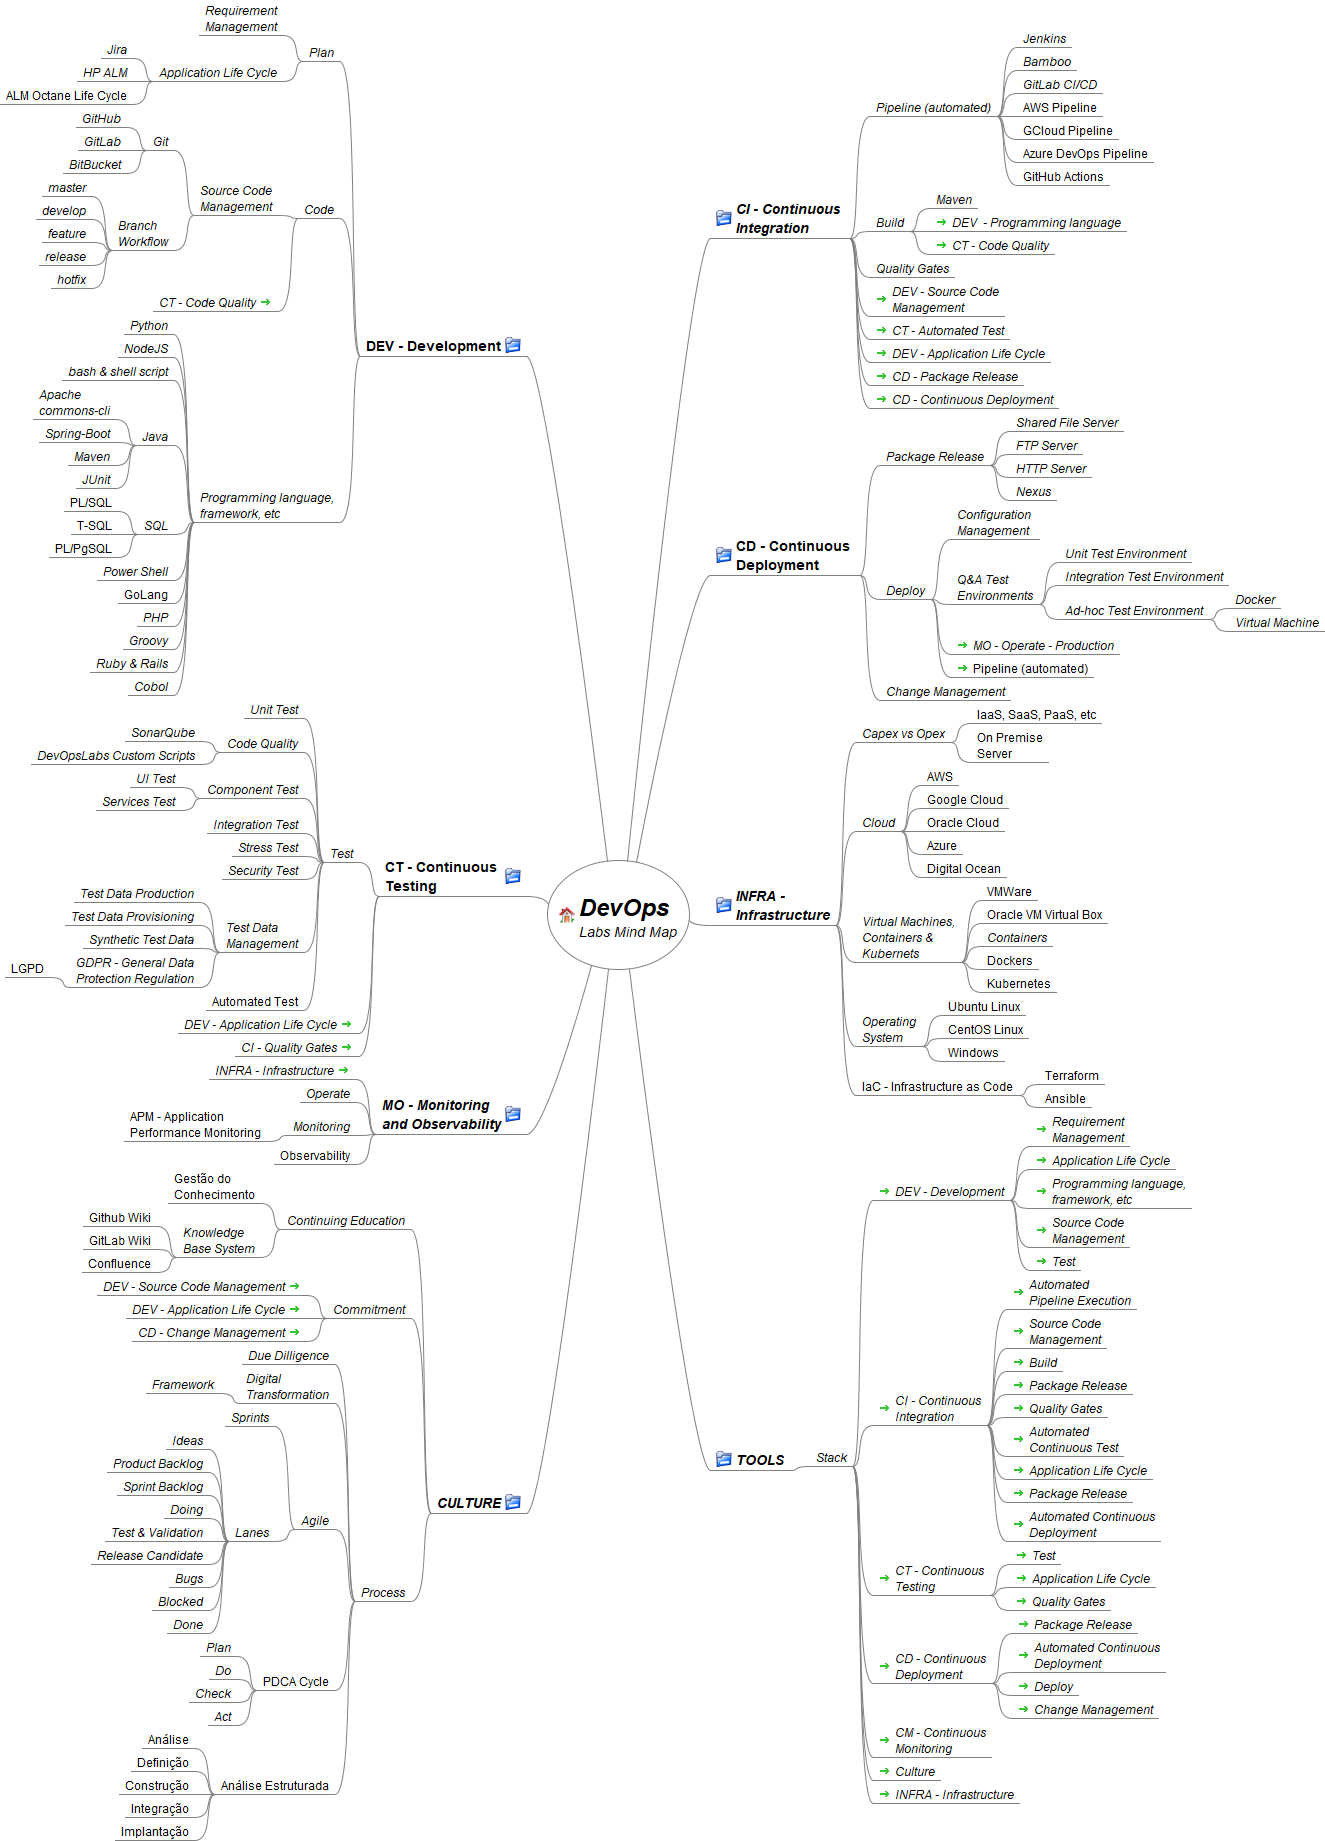 DevOps
Labs Mind Map
DEV - Development
Plan
Requirement
Management
Application Life Cycle
Jira
HP ALM
ALM Octane Life Cycle
Code
Source Code
Management
Git
GitHub
GitLab
BitBucket
Branch
Workflow
master
develop
feature
release
hotfix
CT - Code Quality
Programming language,
framework, etc
Python
NodeJS
bash & shell script
Java
Apache
commons-cli
Spring-Boot
Maven
JUnit
SQL
PL/SQL
T-SQL
PL/PgSQL
Power Shell
GoLang
PHP
Groovy
Ruby & Rails
Cobol
CT - Continuous
Testing
Test
Unit Test
Code Quality
SonarQube
DevOpsLabs Custom Scripts
Component Test
UI Test
Services Test
Integration Test
Stress Test
Security Test
Test Data
Management
Test Data Production
Test Data Provisioning
Synthetic Test Data
GDPR - General Data
Protection Regulation
LGPD
Automated Test
DEV - Application Life Cycle
CI - Quality Gates
MO - Monitoring
and Observability
INFRA - Infrastructure
Operate
Monitoring
APM - Application
Performance Monitoring
Observability
CULTURE
Continuing Education
Gestão do
Conhecimento
Knowledge
Base System
Github Wiki
GitLab Wiki
Confluence
Commitment
DEV - Source Code Management
DEV - Application Life Cycle
CD - Change Management
Process
Due Dilligence
Digital
Transformation
Framework
Agile
Sprints
Lanes
Ideas
Product Backlog
Sprint Backlog
Doing
Test & Validation
Release Candidate
Bugs
Blocked
Done
PDCA Cycle
Plan
Do
Check
Act
Análise Estruturada
Análise
Definição
Construção
Integração
Implantação
CI - Continuous
Integration
Pipeline (automated)
Jenkins
Bamboo
GitLab CI/CD
AWS Pipeline
GCloud Pipeline
Azure DevOps Pipeline
GitHub Actions
Build
Maven
DEV - Programming language
CT - Code Quality
Quality Gates
DEV - Source Code
Management
CT - Automated Test
DEV - Application Life Cycle
CD - Package Release
CD - Continuous Deployment
CD - Continuous
Deployment
Package Release
Shared File Server
FTP Server
HTTP Server
Nexus
Deploy
Configuration
Management
Q&A Test
Environments
Unit Test Environment
Integration Test Environment
Ad-hoc Test Environment
Docker
Virtual Machine
MO - Operate - Production
Pipeline (automated)
Change Management
INFRA -
Infrastructure
Capex vs Opex
IaaS, SaaS, PaaS, etc
On Premise
Server
Cloud
AWS
Google Cloud
Oracle Cloud
Azure
Digital Ocean
Virtual Machines,
Containers &
Kubernets
VMWare
Oracle VM Virtual Box
Containers
Dockers
Kubernetes
Operating
System
Ubuntu Linux
CentOS Linux
Windows
IaC - Infrastructure as Code
Terraform
Ansible
TOOLS
Stack
DEV - Development
Requirement
Management
Application Life Cycle
Programming language,
framework, etc
Source Code
Management
Test
CI - Continuous
Integration
Automated
Pipeline Execution
Source Code
Management
Build
Package Release
Quality Gates
Automated
Continuous Test
Application Life Cycle
Package Release
Automated Continuous
Deployment
CT - Continuous
Testing
Test
Application Life Cycle
Quality Gates
CD - Continuous
Deployment
Package Release
Automated Continuous
Deployment
Deploy
Change Management
CM - Continuous
Monitoring
Culture
INFRA - Infrastructure